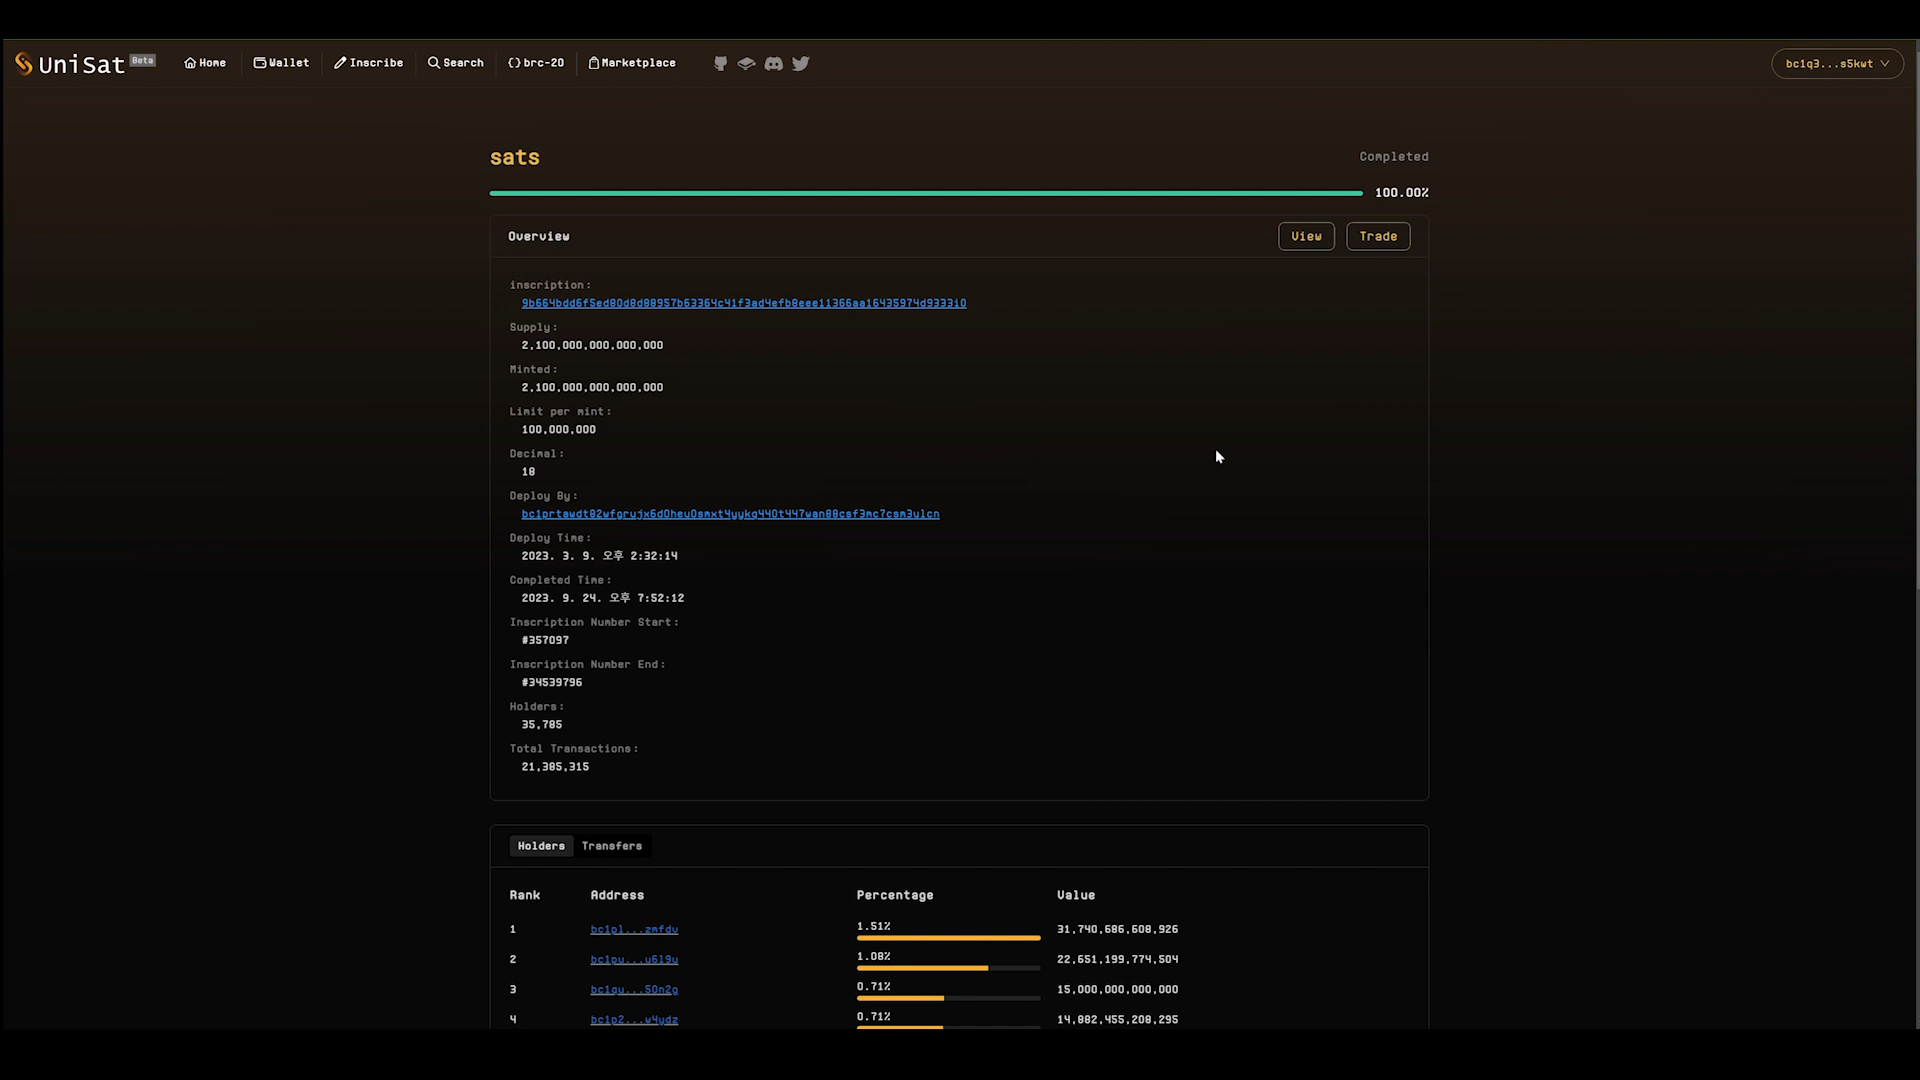 UniSat Beta Home Wallet Inscribe Search brc-20 Marketplace bc1q3...s5kwt
sats Completed
100.00%
Overview View Trade
inscription:
9b664bdd6f5ed80d8d88957b63364c41f3ad4efb8eee11366aa16435974d9333i0
Supply:
2,100,000,000,000,000
Minted:
2,100,000,000,000,000
Limit per mint:
100,000,000
Decimal:
18
Deploy By:
bc1prtawdt82wfgrujx6d0heu0smxt4yykq440t447wan88csf3mc7csm3ulcn
Deploy Time:
2023. 3. 9. 오후 2:32:14
Completed Time:
2023. 9. 24. 오후 7:52:12
Inscription Number Start:
#357097
Inscription Number End:
#34539796
Holders:
35,785
Total Transactions:
21,385,315
Holders Transfers
Rank Address Percentage Value
1 bc1pl...zmfdv 1.51% 31,740,686,608,926
2 bc1pu...u6l9u 1.08% 22,651,199,774,504
3 bc1qu...50n2g 0.71% 15,000,000,000,000
4 bc1p2...w4ydz 0.71% 14,882,455,208,295